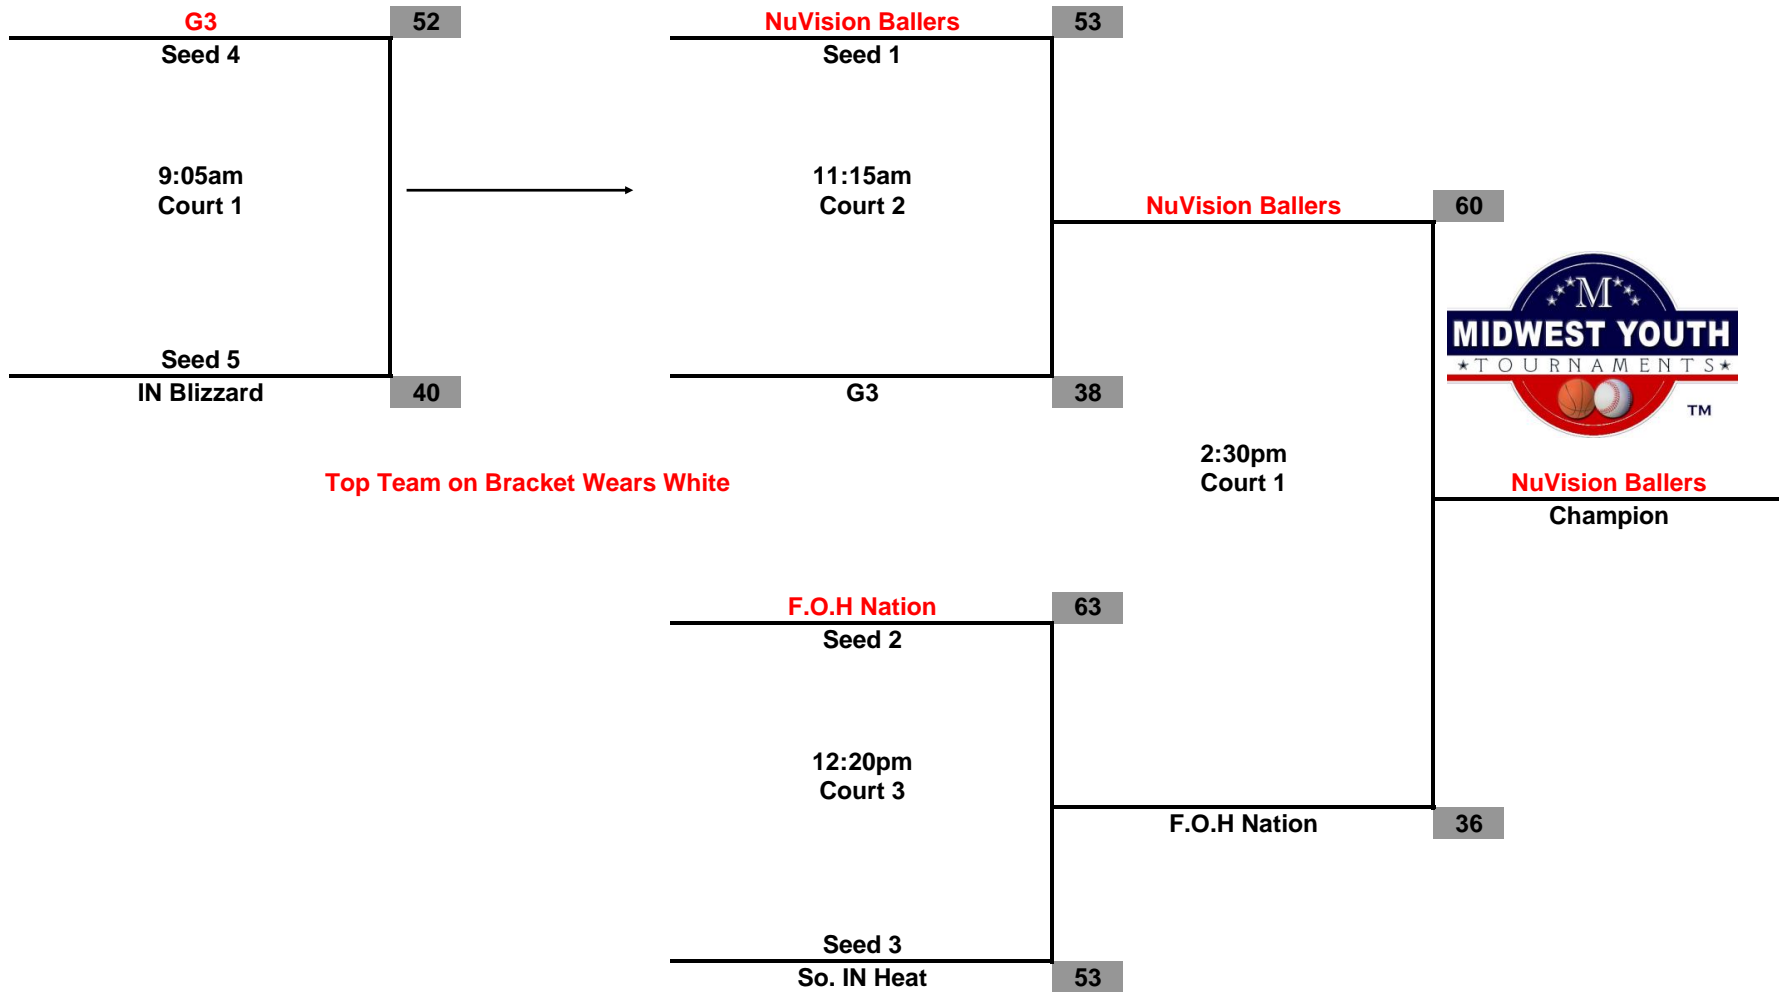 G3 52
Seed 4
9:05am
Court 1
Seed 5
IN Blizzard 40
NuVision Ballers 53
Seed 1
11:15am
Court 2
G3 38
NuVision Ballers 60
M
MIDWEST YOUTH
★TOURNAMENTS★
TM
2:30pm
Court 1
Top Team on Bracket Wears White
NuVision Ballers
Champion
F.O.H Nation 63
Seed 2
12:20pm
Court 3
F.O.H Nation 36
Seed 3
So. IN Heat 53